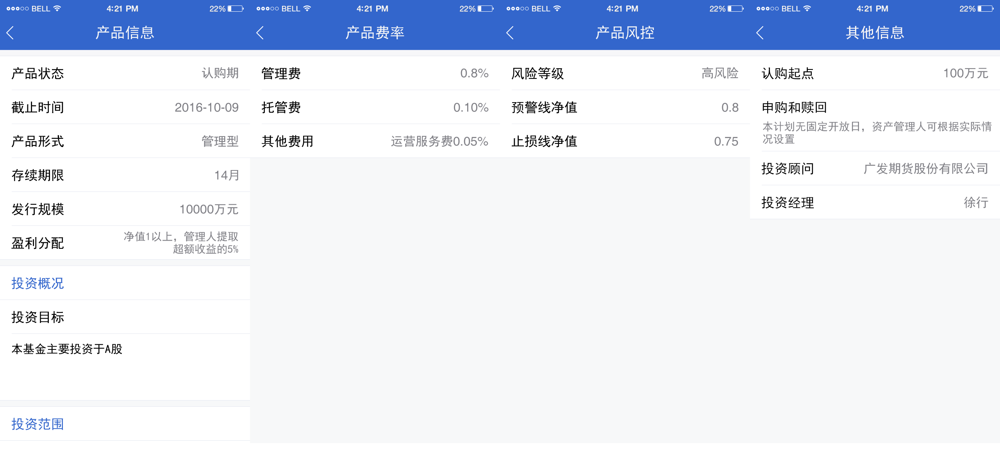 BELL 4:21 PM 22%
产品信息
产品状态 认购期
截止时间 2016-10-09
产品形式 管理型
存续期限 14月
发行规模 10000万元
盈利分配 净值1以上，管理人提取
超额收益的5%
投资概况
投资目标
本基金主要投资于A股
投资范围
BELL 4:21 PM 22%
产品费率
管理费 0.8%
托管费 0.10%
其他费用 运营服务费0.05%
BELL 4:21 PM 22%
产品风控
风险等级 高风险
预警线净值 0.8
止损线净值 0.75
BELL 4:21 PM 22%
其他信息
认购起点 100万元
申购和赎回
本计划无固定开放日，资产管理人可根据实际情
况设置
投资顾问 广发期货股份有限公司
投资经理 徐行